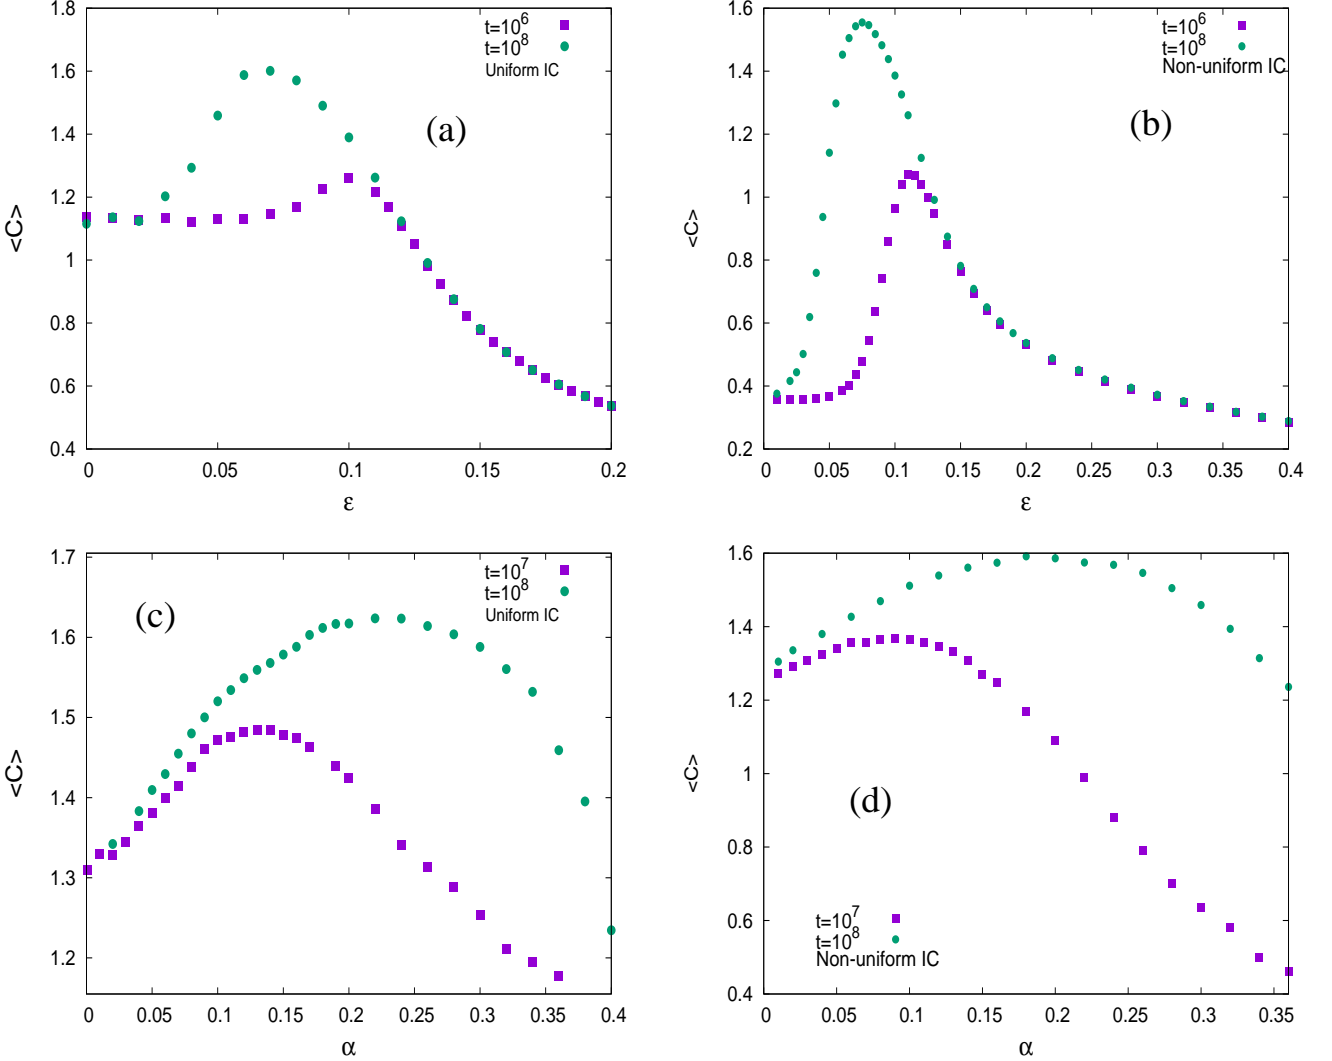 1.8
1.6
1.4
1.2
1
0.8
0.6
0.4
0
0.05
0.1
0.15
0.2
<C>
ε
t=10^6
t=10^8
Uniform IC
(a)
1.6
1.4
1.2
1
0.8
0.6
0.4
0.2
0
0.05
0.1
0.15
0.2
0.25
0.3
0.35
0.4
<C>
ε
t=10^6
t=10^8
Non-uniform IC
(b)
1.7
1.6
1.5
1.4
1.3
1.2
0
0.05
0.1
0.15
0.2
0.25
0.3
0.35
0.4
<C>
α
t=10^7
t=10^8
Uniform IC
(c)
1.6
1.4
1.2
1
0.8
0.6
0.4
0
0.05
0.1
0.15
0.2
0.25
0.3
0.35
<C>
α
t=10^7
t=10^8
Non-uniform IC
(d)